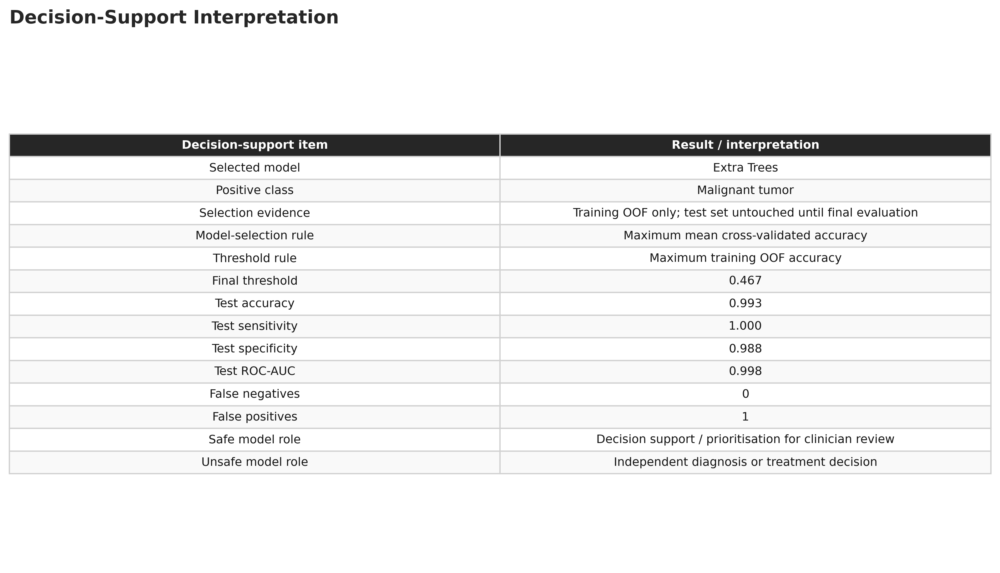 Decision-Support Interpretation
Decision-support item Result / interpretation
Selected model Extra Trees
Positive class Malignant tumor
Selection evidence Training OOF only; test set untouched until final evaluation
Model-selection rule Maximum mean cross-validated accuracy
Threshold rule Maximum training OOF accuracy
Final threshold 0.467
Test accuracy 0.993
Test sensitivity 1.000
Test specificity 0.988
Test ROC-AUC 0.998
False negatives 0
False positives 1
Safe model role Decision support / prioritisation for clinician review
Unsafe model role Independent diagnosis or treatment decision